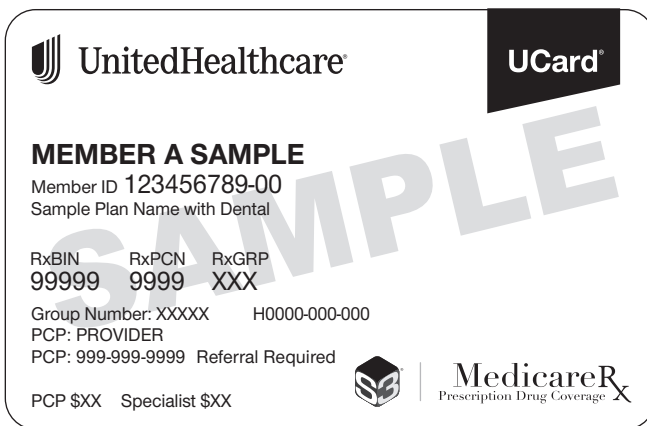 UnitedHealthcare®
UCard®
SAMPLE
MEMBER A SAMPLE
Member ID 123456789-00
Sample Plan Name with Dental
RxBIN RxPCN RxGRP
99999 9999 XXX
Group Number: XXXXX H0000-000-000
PCP: PROVIDER
PCP: 999-999-9999 Referral Required
PCP $XX Specialist $XX
S3
MedicareRx
Prescription Drug Coverage